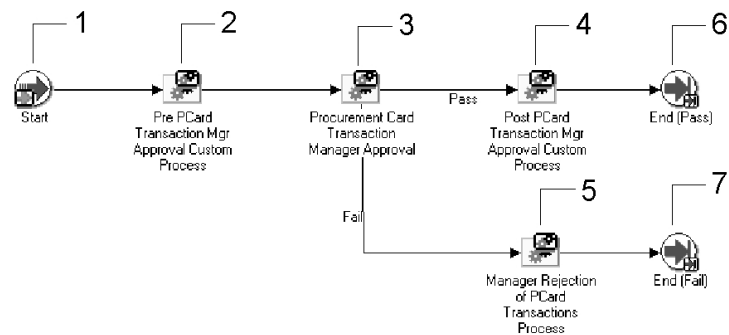 1
2
3
4
6
Start
Pre PCard
Transaction Mgr
Approval Custom
Process
Procurement Card
Transaction
Manager Approval
Pass
Post PCard
Transaction Mgr
Approval Custom
Process
End (Pass)
5
7
Fail
Manager Rejection
of PCard
Transactions
Process
End (Fail)